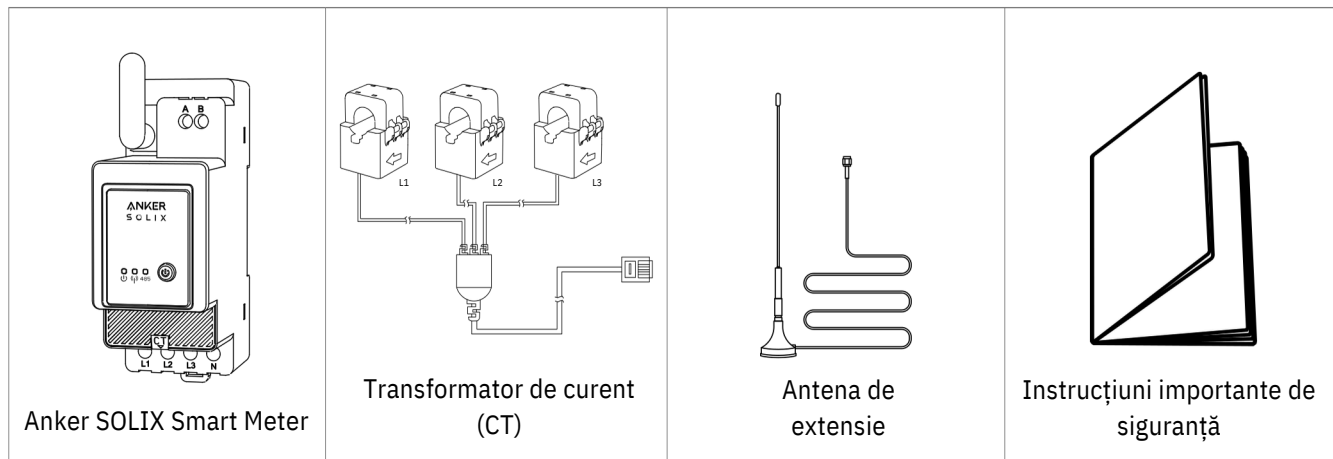 A B
ANKER
SOLIX
485
CT
L1 L2 L3 N
Anker SOLIX Smart Meter
L1 L2 L3
Transformator de curent
(CT)
Antena de
extensie
Instrucțiuni importante de
siguranță